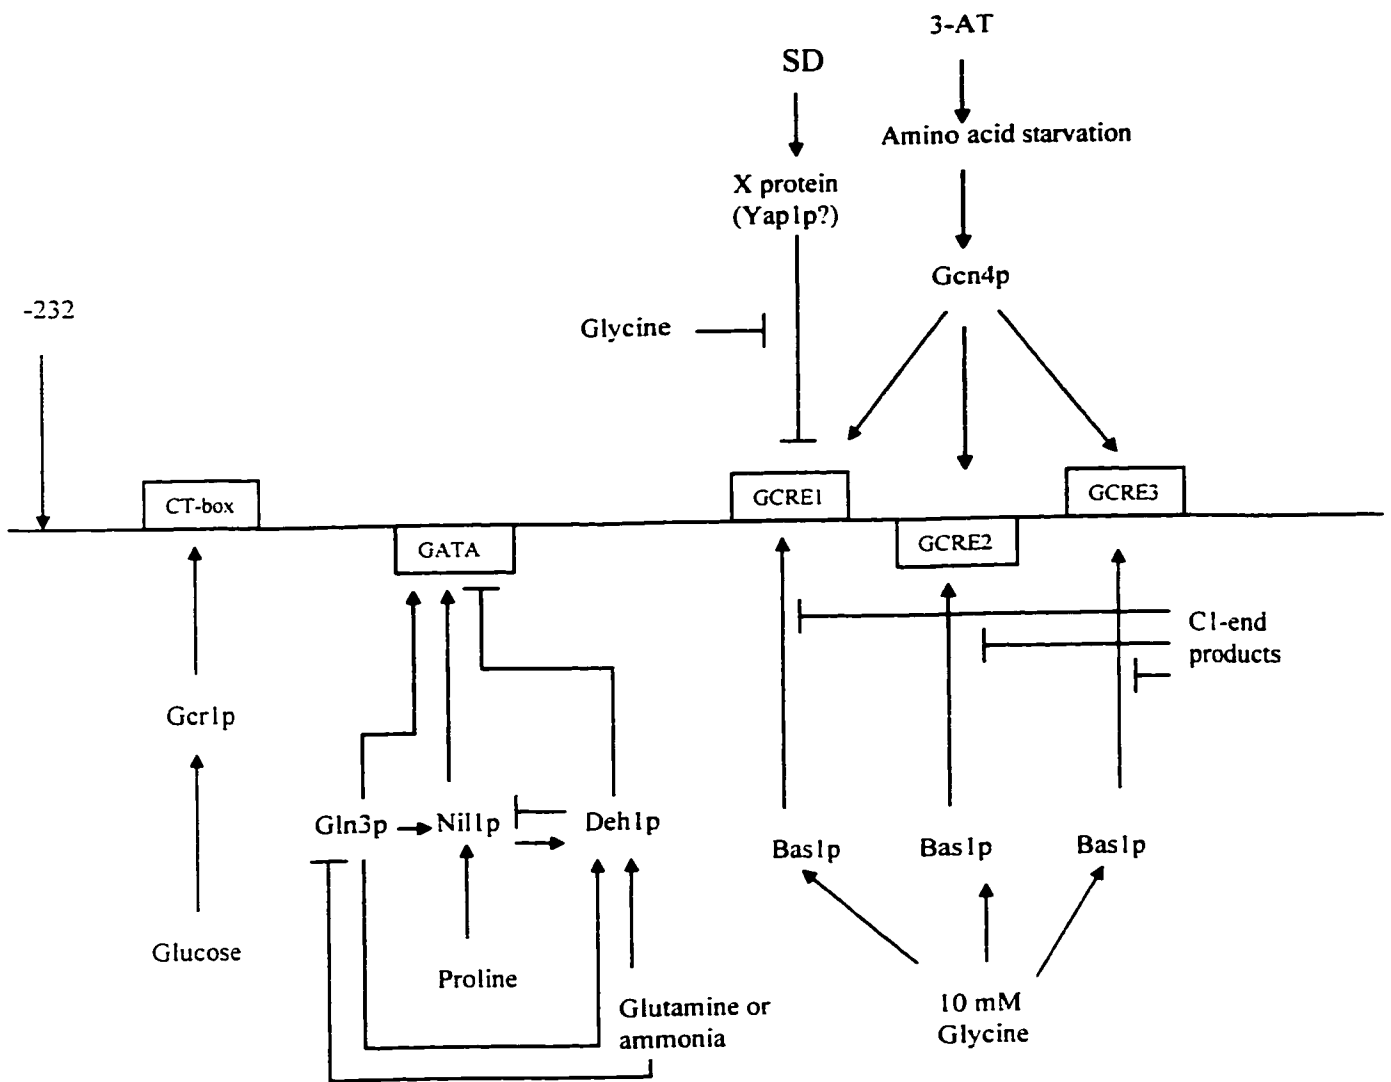 3-AT
SD
Amino acid starvation
X protein
(Yap1p?)
Gcn4p
-232
Glycine
CT-box
GATA
GCRE1
GCRE2
GCRE3
C1-end
products
Gcr1p
Gln3p
Nil1p
Deh1p
Bas1p
Bas1p
Bas1p
Glucose
Proline
Glutamine or
ammonia
10 mM
Glycine